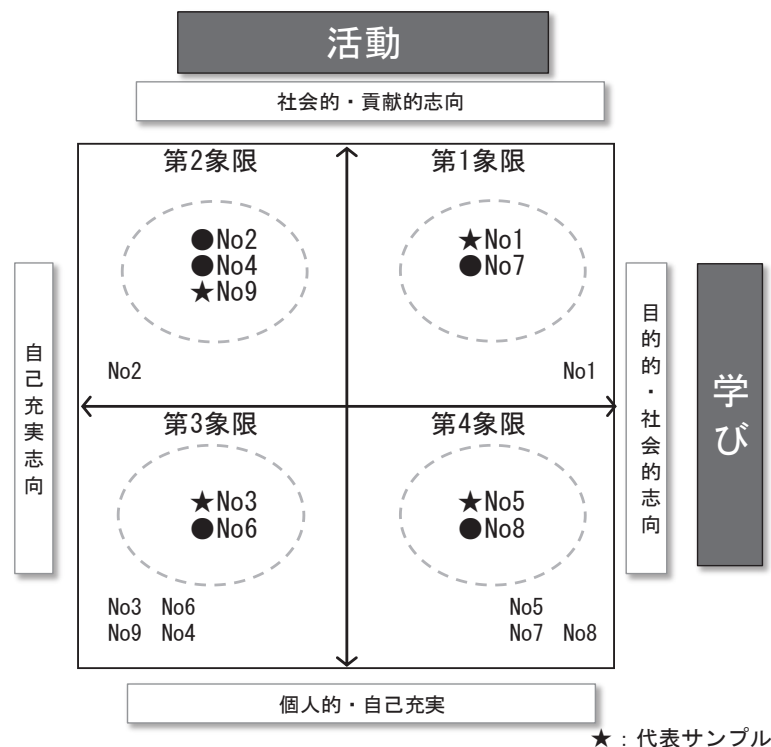 活動
社会的・貢献的志向
第2象限
●No2
●No4
★No9
No2
第1象限
★No1
●No7
No1
自己充実志向
目的的・社会的志向
学び
第3象限
★No3
●No6
No3 No6
No9 No4
第4象限
★No5
●No8
No5
No7 No8
個人的・自己充実
★：代表サンプル